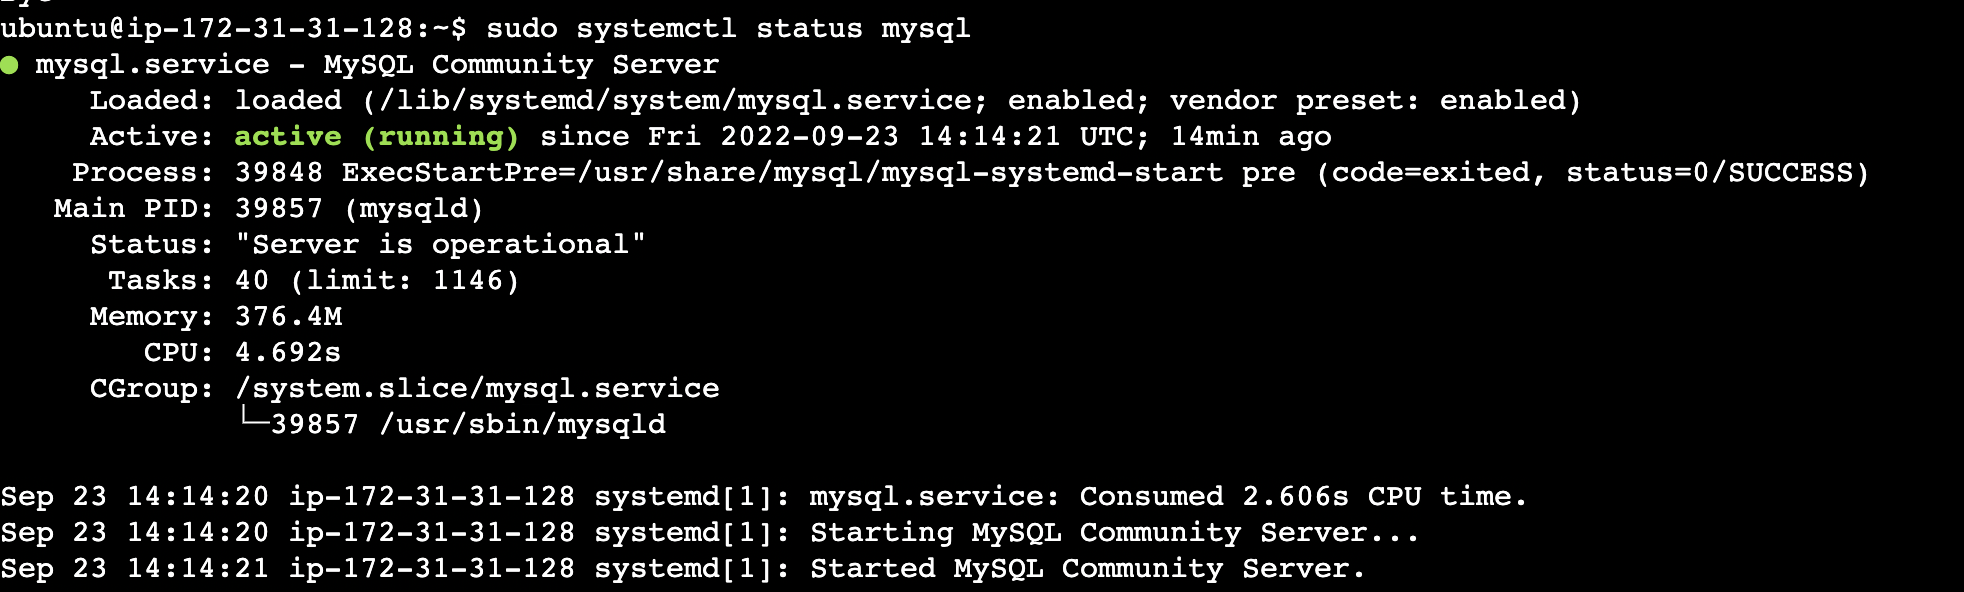 ubuntu@ip-172-31-31-128:~$ sudo systemctl status mysql
● mysql.service - MySQL Community Server
     Loaded: loaded (/lib/systemd/system/mysql.service; enabled; vendor preset: enabled)
     Active: active (running) since Fri 2022-09-23 14:14:21 UTC; 14min ago
    Process: 39848 ExecStartPre=/usr/share/mysql/mysql-systemd-start pre (code=exited, status=0/SUCCESS)
   Main PID: 39857 (mysqld)
     Status: "Server is operational"
      Tasks: 40 (limit: 1146)
     Memory: 376.4M
        CPU: 4.692s
     CGroup: /system.slice/mysql.service
             └─39857 /usr/sbin/mysqld
Sep 23 14:14:20 ip-172-31-31-128 systemd[1]: mysql.service: Consumed 2.606s CPU time.
Sep 23 14:14:20 ip-172-31-31-128 systemd[1]: Starting MySQL Community Server...
Sep 23 14:14:21 ip-172-31-31-128 systemd[1]: Started MySQL Community Server.